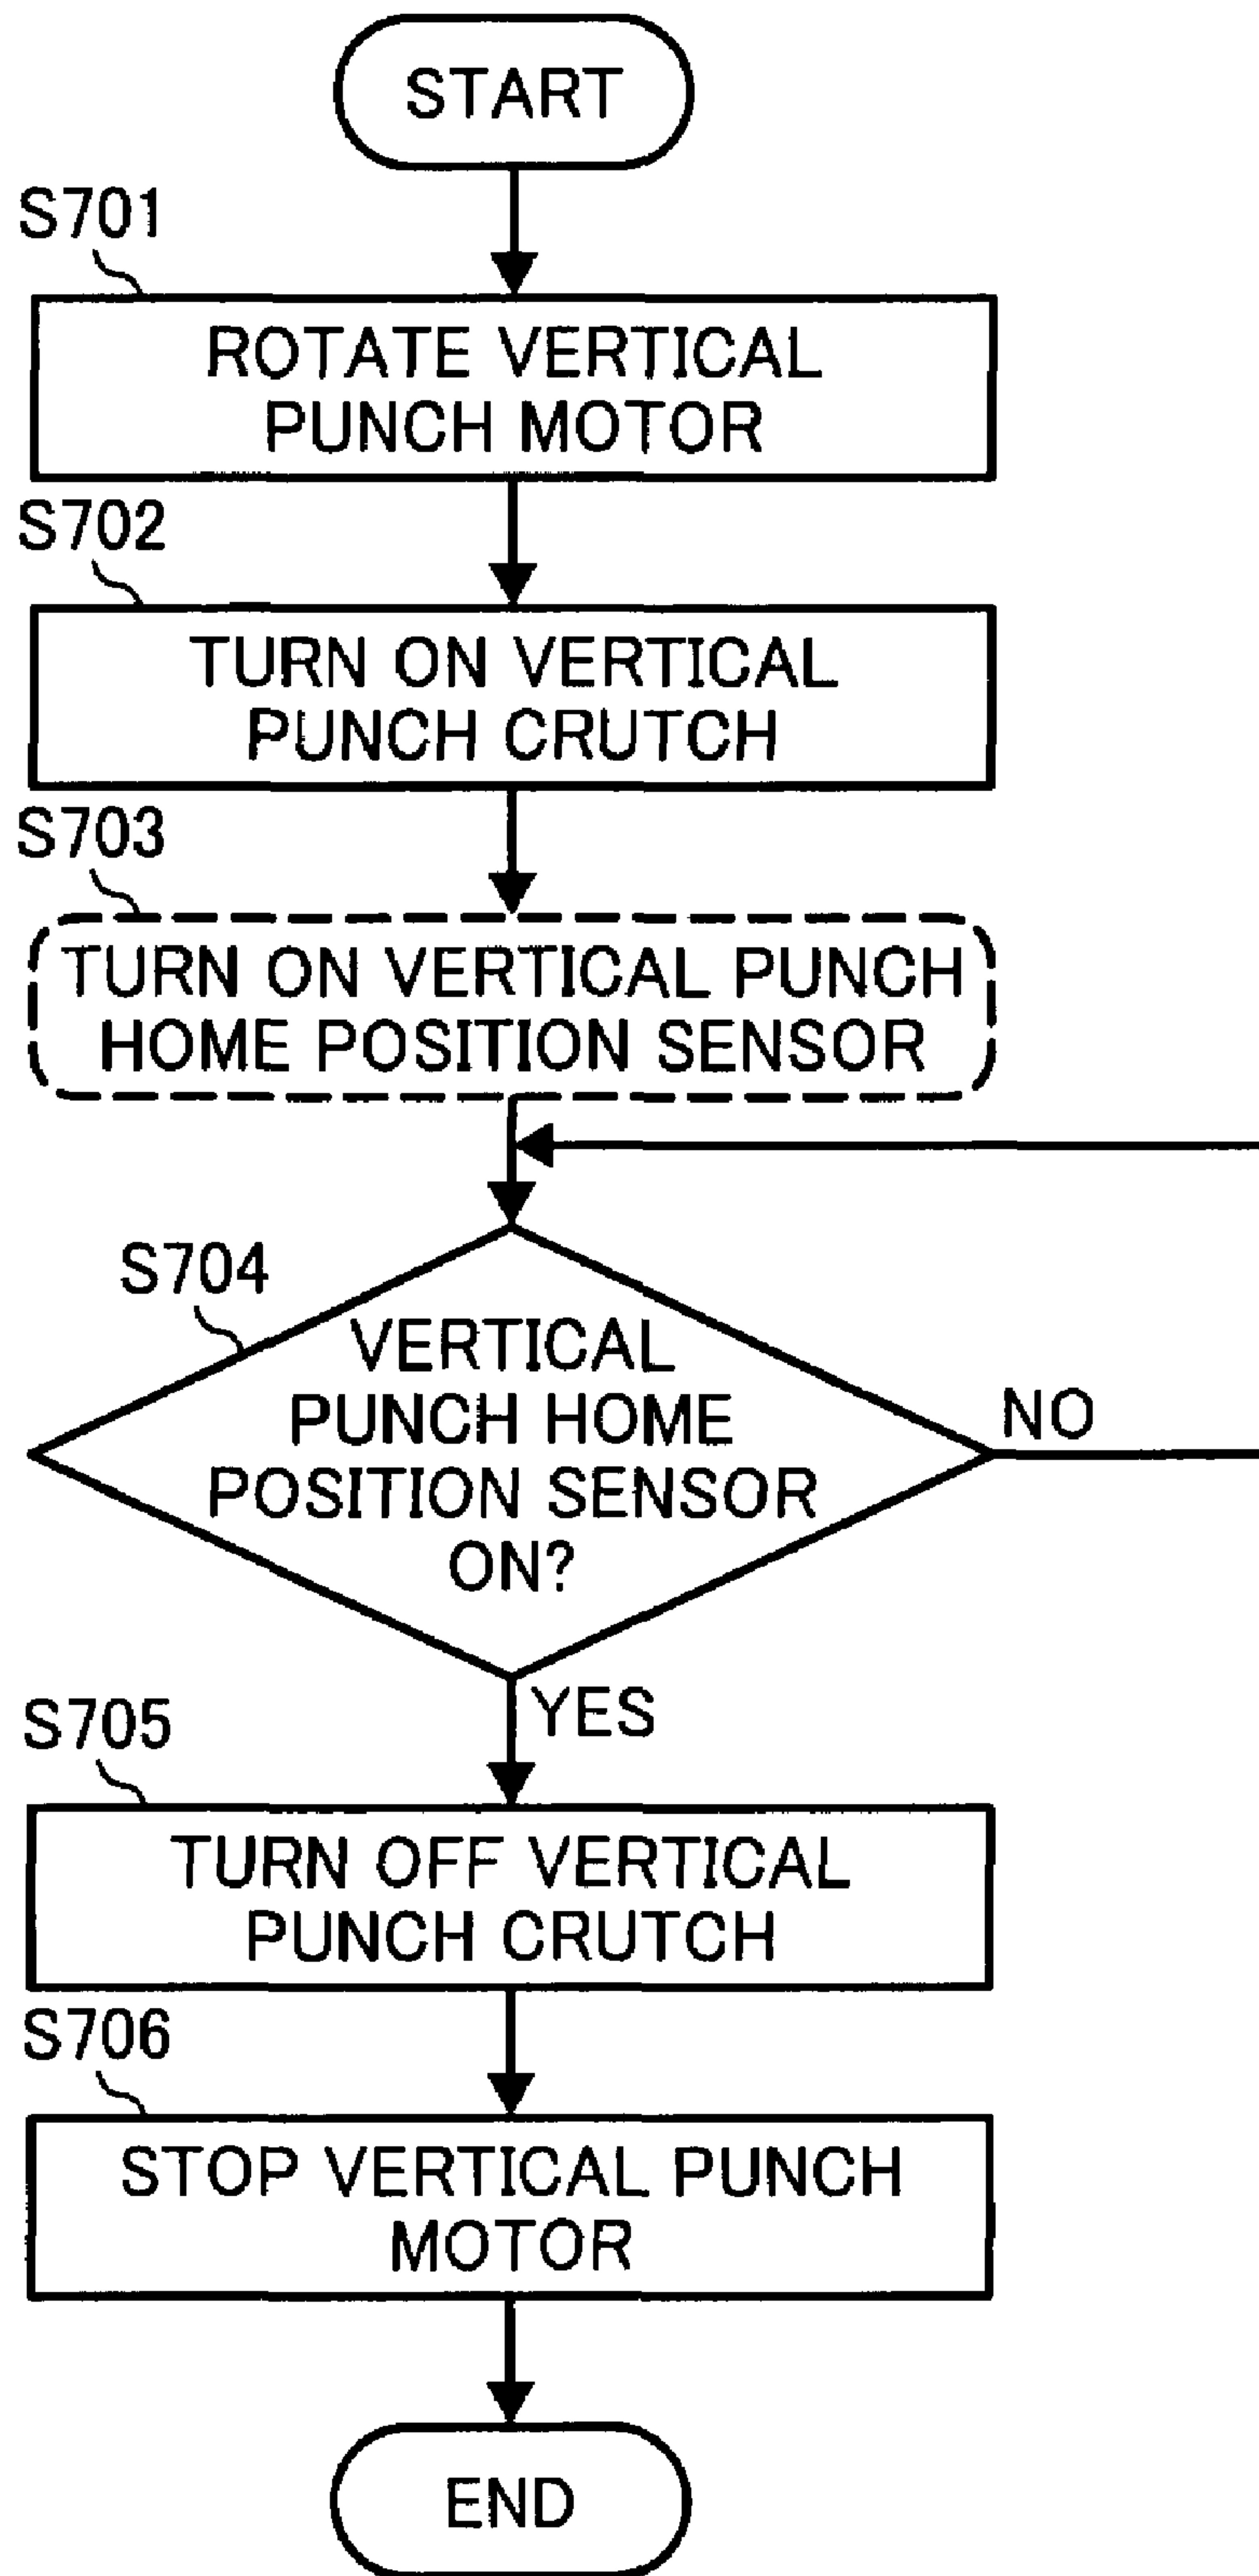 START
S701
ROTATE VERTICAL
PUNCH MOTOR
S702
TURN ON VERTICAL
PUNCH CRUTCH
S703
TURN ON VERTICAL PUNCH
HOME POSITION SENSOR
S704
VERTICAL
PUNCH HOME
POSITION SENSOR
ON?
NO
YES
S705
TURN OFF VERTICAL
PUNCH CRUTCH
S706
STOP VERTICAL PUNCH
MOTOR
END